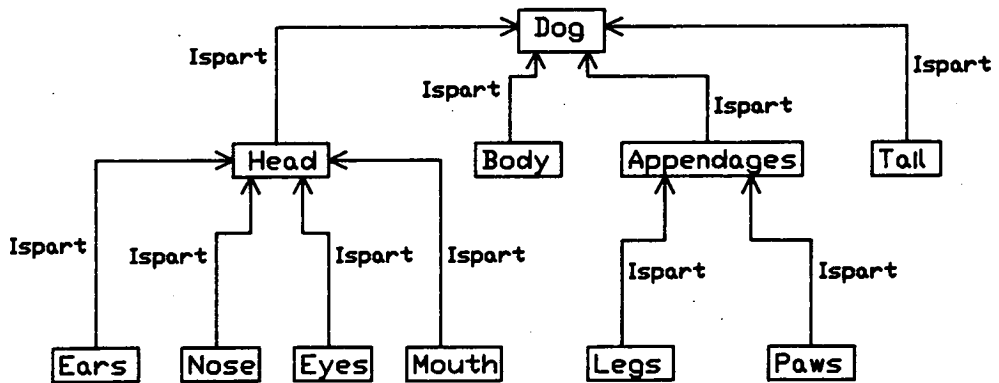 Dog
Ispart
Ispart
Ispart
Ispart
Head
Body
Appendages
Tail
Ispart
Ispart
Ispart
Ispart
Ispart
Ispart
Ears
Nose
Eyes
Mouth
Legs
Paws